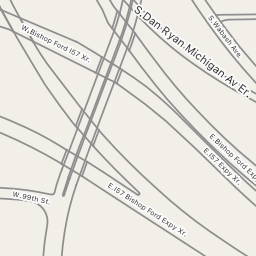 S. Dan Ryan Michigan Av Er.
S. Wabash Ave.
W. Bishop Ford I57 Xr.
E. Bishop Ford Exp
E. I57 Expy Xr.
E. I57 Bishop Ford Expy Xr.
W. 99th St.